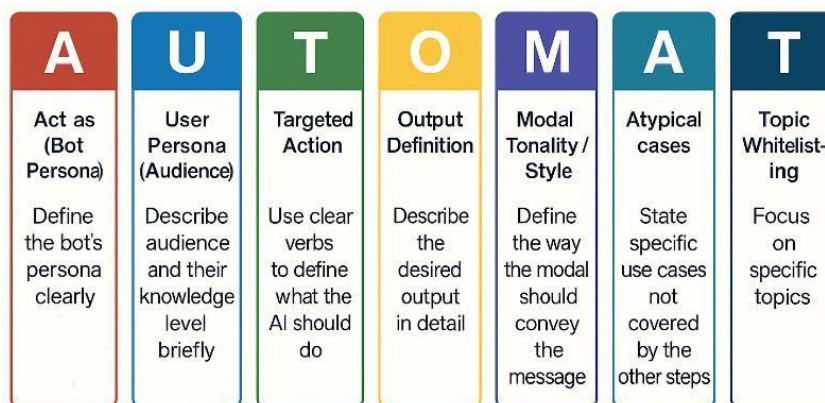 A
Act as
(Bot
Persona)
Define
the bot's
persona
clearly
U
User
Persona
(Audience)
Describe
audience
and their
knowledge
level
briefly
T
Targeted
Action
Use clear
verbs
to define
what the
AI should
do
O
Output
Definition
Describe
the
desired
output
in detail
M
Modal
Tonality /
Style
Define
the way
the modal
should
convey
the
message
A
Atypical
cases
State
specific
use cases
not
covered
by the
other steps
T
Topic
Whitelist-
ing
Focus
on
specific
topics